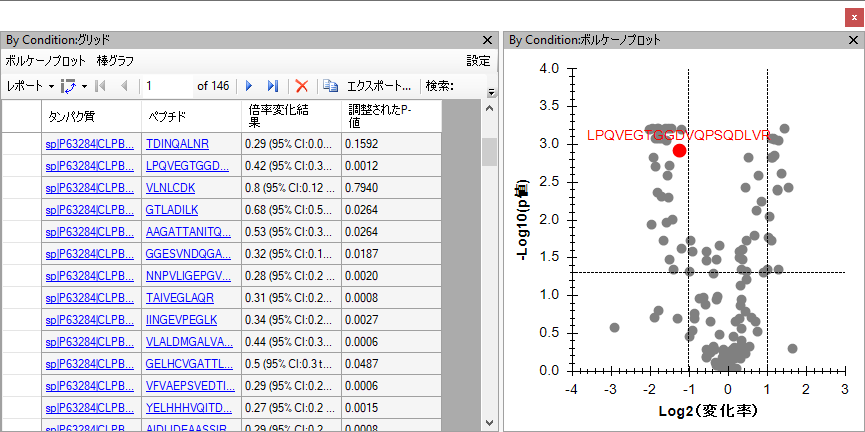 x
By Condition:グリッド
ボルケーノプロット 棒グラフ 設定
レポート 1 of 146 エクスポート... 検索:
タンパク質 ペプチド 倍率変化結果 調整されたP-値
sp|P63284|CLPB... TDINQALNR 0.29 (95% CI:0.0... 0.1592
sp|P63284|CLPB... LPQVEGTGGD... 0.42 (95% CI:0.3... 0.0012
sp|P63284|CLPB... VLNLCDK 0.8 (95% CI:0.12 ... 0.7940
sp|P63284|CLPB... GTLADILK 0.68 (95% CI:0.5... 0.0264
sp|P63284|CLPB... AAGATTANITQ... 0.53 (95% CI:0.3... 0.0264
sp|P63284|CLPB... GGESVNDQGA... 0.32 (95% CI:0.1... 0.0187
sp|P63284|CLPB... NNPVLIGEPGV... 0.28 (95% CI:0.2 ... 0.0020
sp|P63284|CLPB... TAIVEGLAQR 0.31 (95% CI:0.2... 0.0008
sp|P63284|CLPB... IINGEVPEGLK 0.34 (95% CI:0.2... 0.0027
sp|P63284|CLPB... VLALDMGALVA... 0.44 (95% CI:0.3... 0.0006
sp|P63284|CLPB... GELHCVGATTL... 0.5 (95% CI:0.3 t... 0.0487
sp|P63284|CLPB... VFVAEPSVEDTI... 0.29 (95% CI:0.2... 0.0006
sp|P63284|CLPB... YELHHHVQITD... 0.27 (95% CI:0.2 ... 0.0015
sp|P63284|CLPB... AIDLIDEAASSIR 0.29 (95% CI:0.2 ... 0.0008
By Condition:ボルケーノプロット
4.0
3.5
LPQVEGTGGDVQPSQDLVR
3.0
2.5
-Log10(p値)
2.0
1.5
1.0
0.5
0.0
-4 -3 -2 -1 0 1 2 3
Log2(変化率)